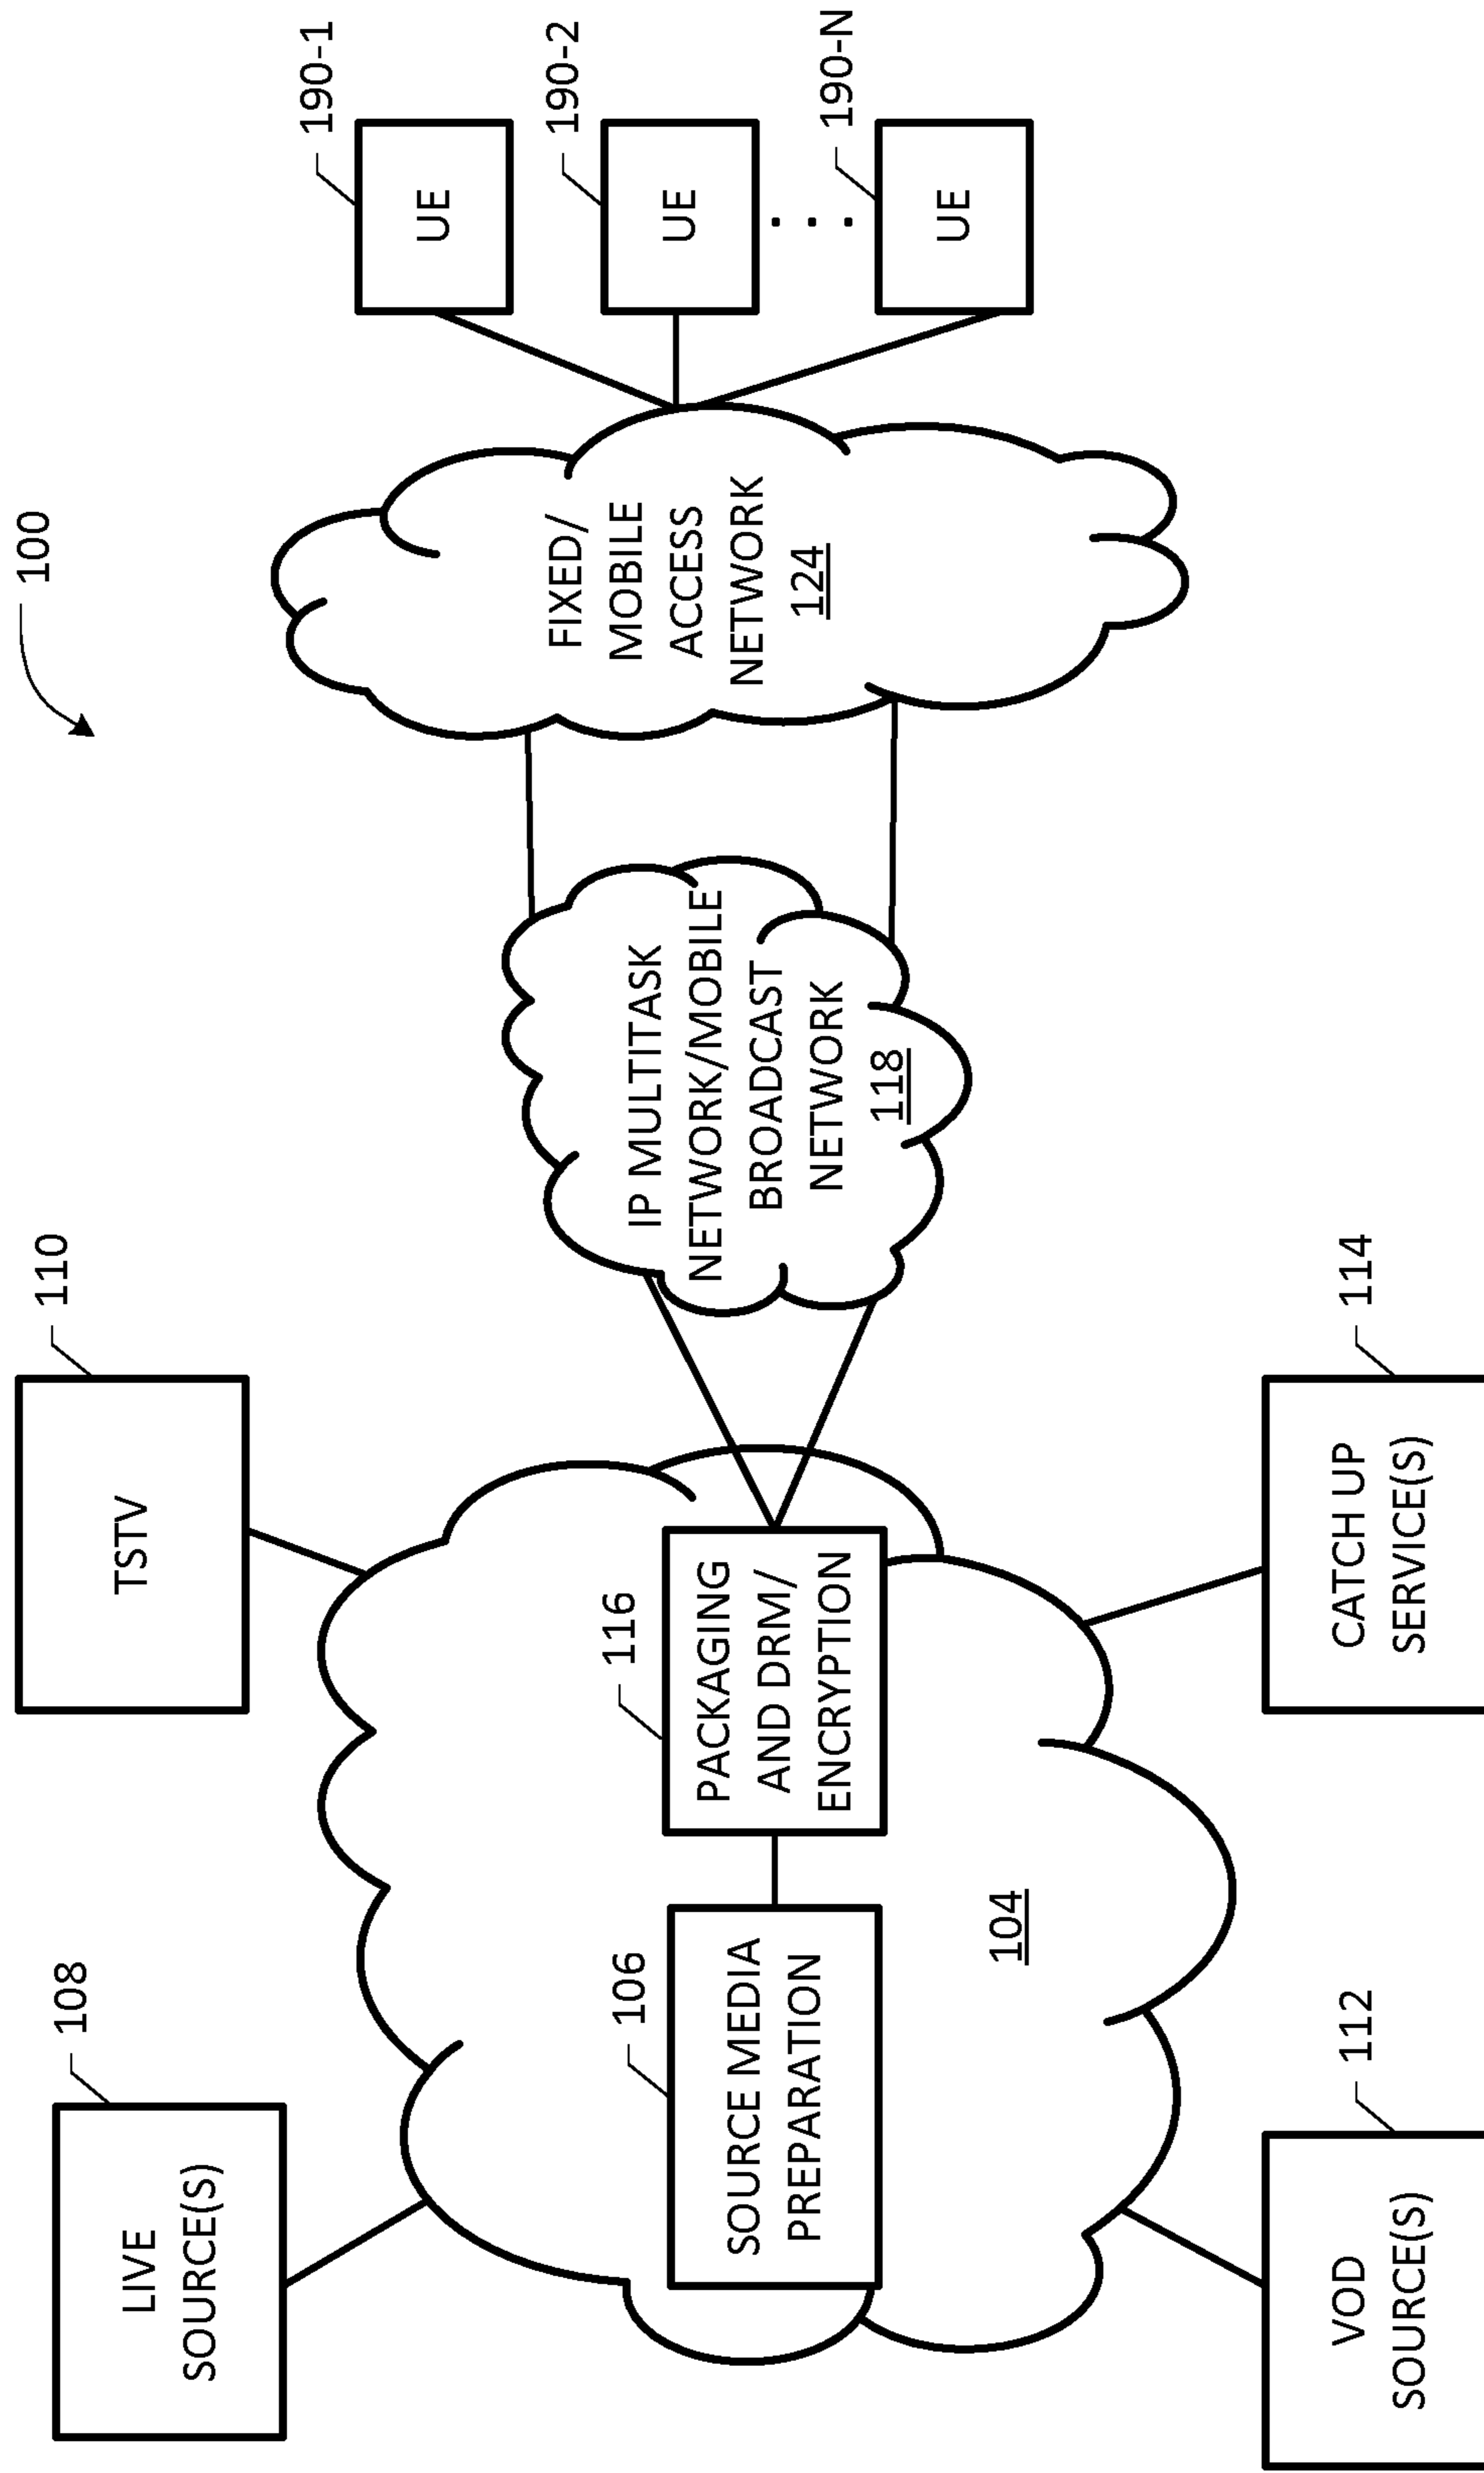 100
108
LIVE
SOURCE(S)
110
TSTV
106
SOURCE MEDIA
PREPARATION
116
PACKAGING
AND DRM/
ENCRYPTION
104
IP MULTITASK
NETWORK/MOBILE
BROADCAST
NETWORK
118
FIXED/
MOBILE
ACCESS
NETWORK
124
190-1
UE
190-2
UE
. . .
190-N
UE
112
VOD
SOURCE(S)
114
CATCH UP
SERVICE(S)